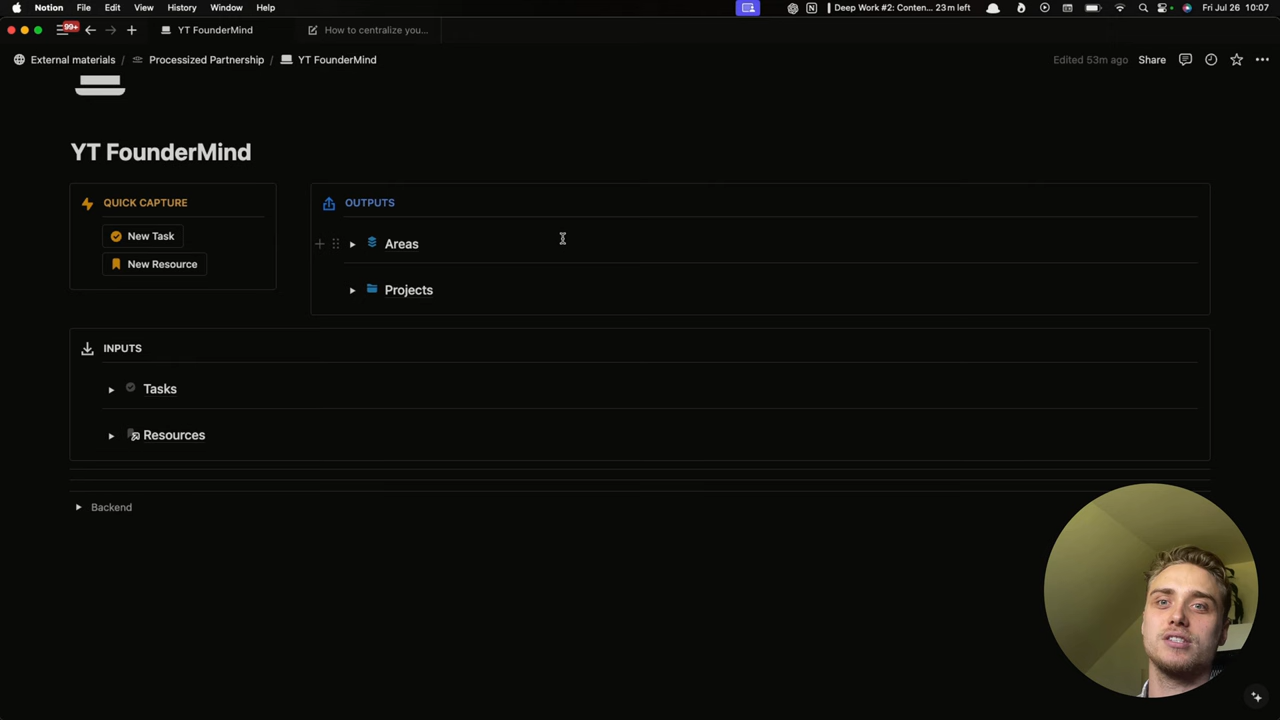 Notion File Edit View History Window Help Deep Work #2: Conten... 23 m left Fri Jul 26 10:07
99+ YT FounderMind How to centralize you...
External materials / Processized Partnership / YT FounderMind Edited 53m ago Share
YT FounderMind
QUICK CAPTURE
New Task
New Resource
OUTPUTS
Areas
Projects
INPUTS
Tasks
Resources
Backend